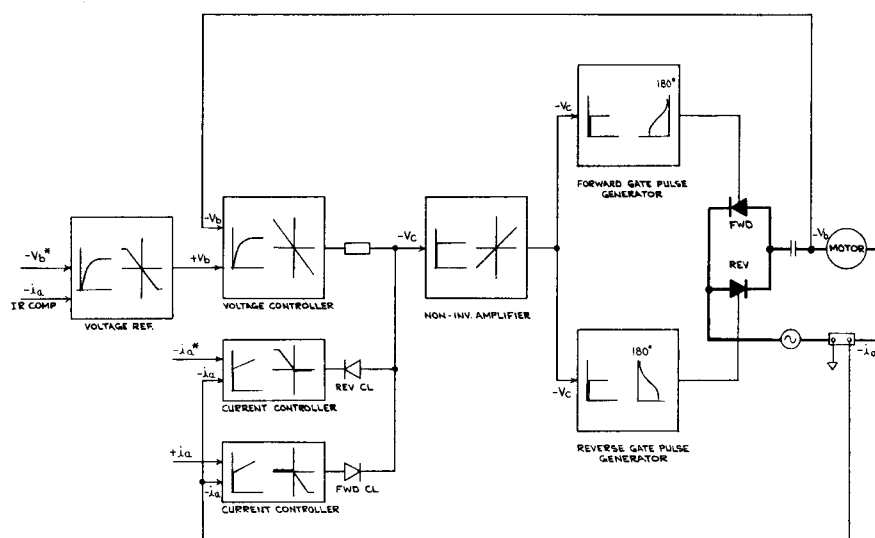 180°
-Vc
FORWARD GATE PULSE
GENERATOR
FWD
-Vb
MOTOR
REV
-Vb
-Vb*
+Vb
-ia
IR COMP
VOLTAGE REF.
VOLTAGE CONTROLLER
-Vc
NON-INV. AMPLIFIER
-ia*
-ia
REV CL
CURRENT CONTROLLER
180°
-Vc
-ia
REVERSE GATE PULSE
GENERATOR
+ia
-ia
FWD CL
CURRENT CONTROLLER